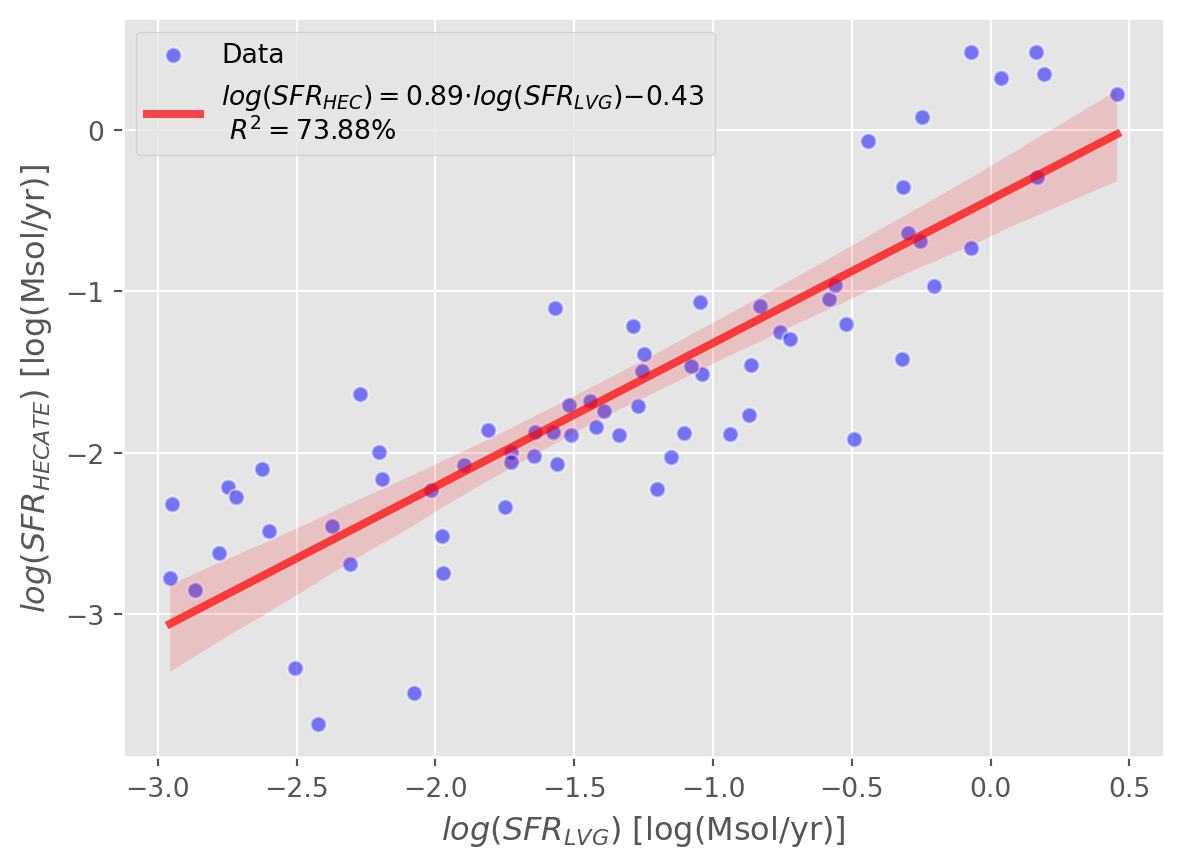 Data
log(SFR_HEC) = 0.89·log(SFR_LVG)−0.43
R² = 73.88%
0
−1
−2
−3
log(SFR_HECATE) [log(Msol/yr)]
−3.0 −2.5 −2.0 −1.5 −1.0 −0.5 0.0 0.5
log(SFR_LVG) [log(Msol/yr)]